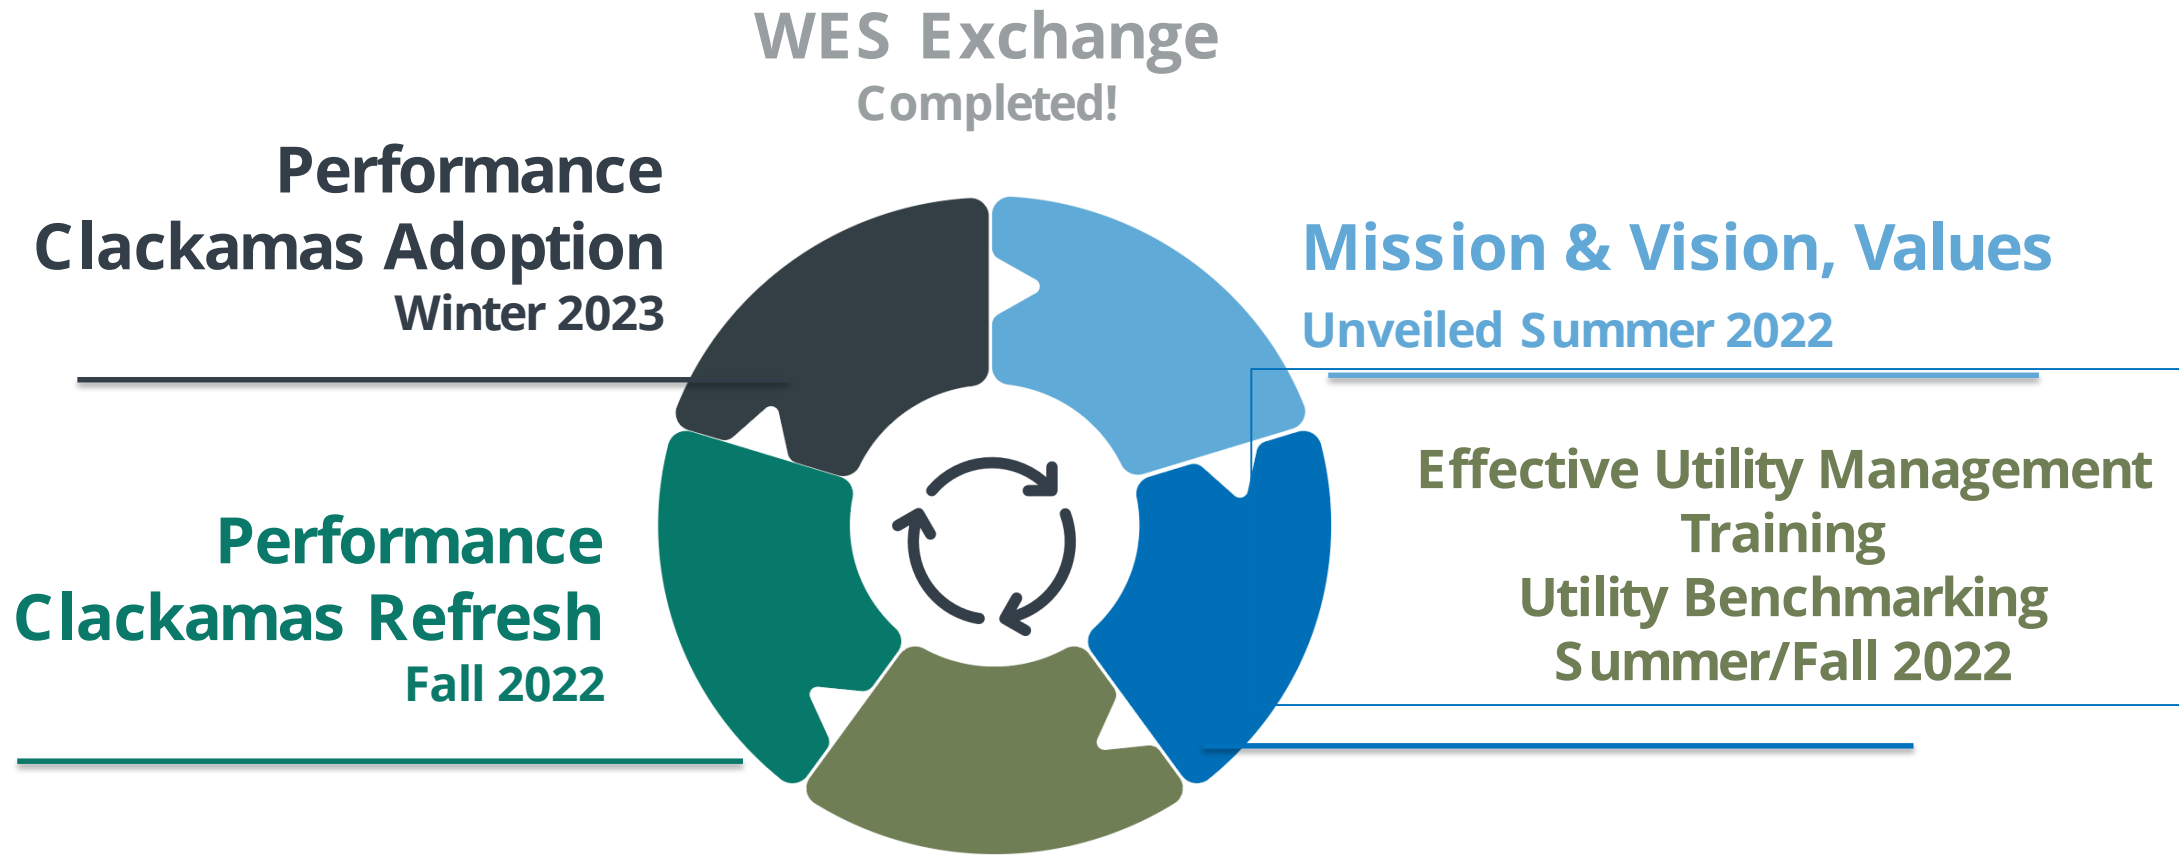 WES Exchange
Completed!
Performance
Clackamas Adoption
Winter 2023
Mission & Vision, Values
Unveiled Summer 2022
Effective Utility Management
Training
Utility Benchmarking
Summer/Fall 2022
Performance
Clackamas Refresh
Fall 2022